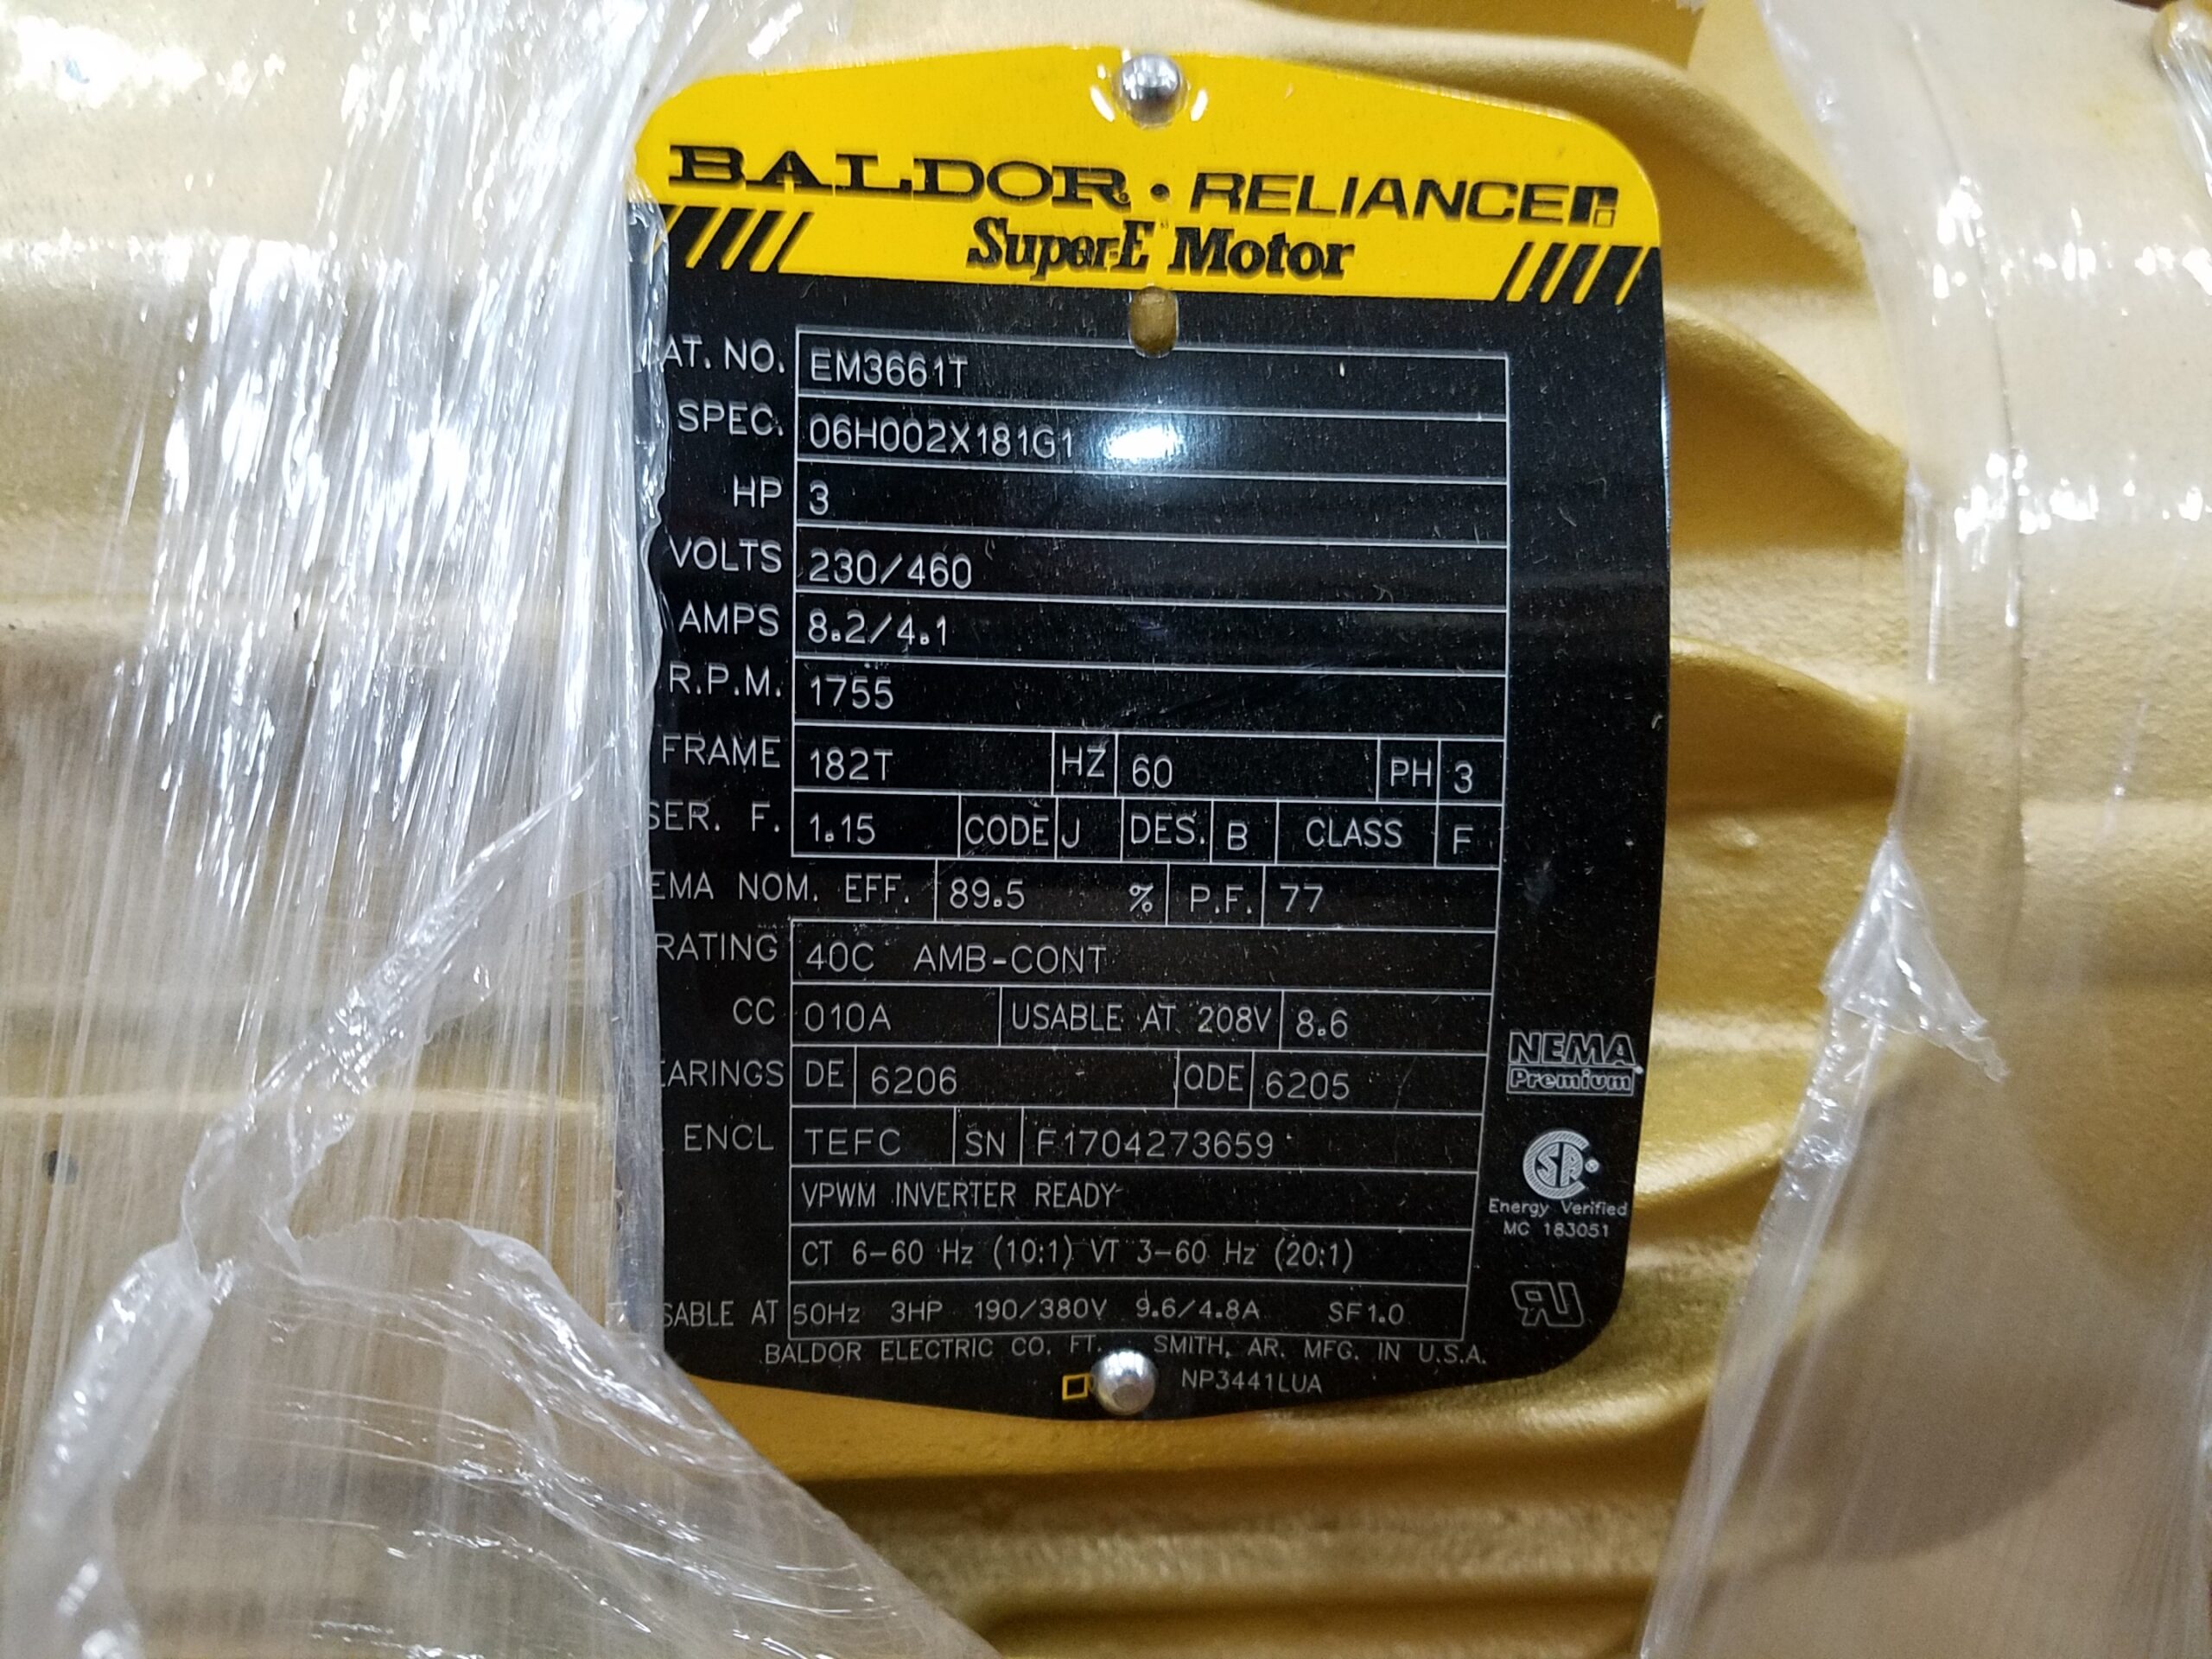 BALDOR • RELIANCE
Super-E Motor
AT. NO. EM3661T
SPEC. 06H002X181G1
HP 3
VOLTS 230/460
AMPS 8.2/4.1
R.P.M. 1755
FRAME 182T HZ 60 PH 3
SER. F. 1.15 CODE J DES. B CLASS F
EMA NOM. EFF. 89.5 % P.F. 77
RATING 40C AMB-CONT
CC 010A USABLE AT 208V 8.6
EARINGS DE 6206 ODE 6205
ENCL TEFC SN F1704273659
VPWM INVERTER READY
CT 6-60 Hz (10:1) VT 3-60 Hz (20:1)
SABLE AT 50Hz 3HP 190/380V 9.6/4.8A SF1.0
BALDOR ELECTRIC CO. FT. SMITH, AR. MFG. IN U.S.A.
NP3441LUA
NEMA
Premium
Energy Verified
MC 183051